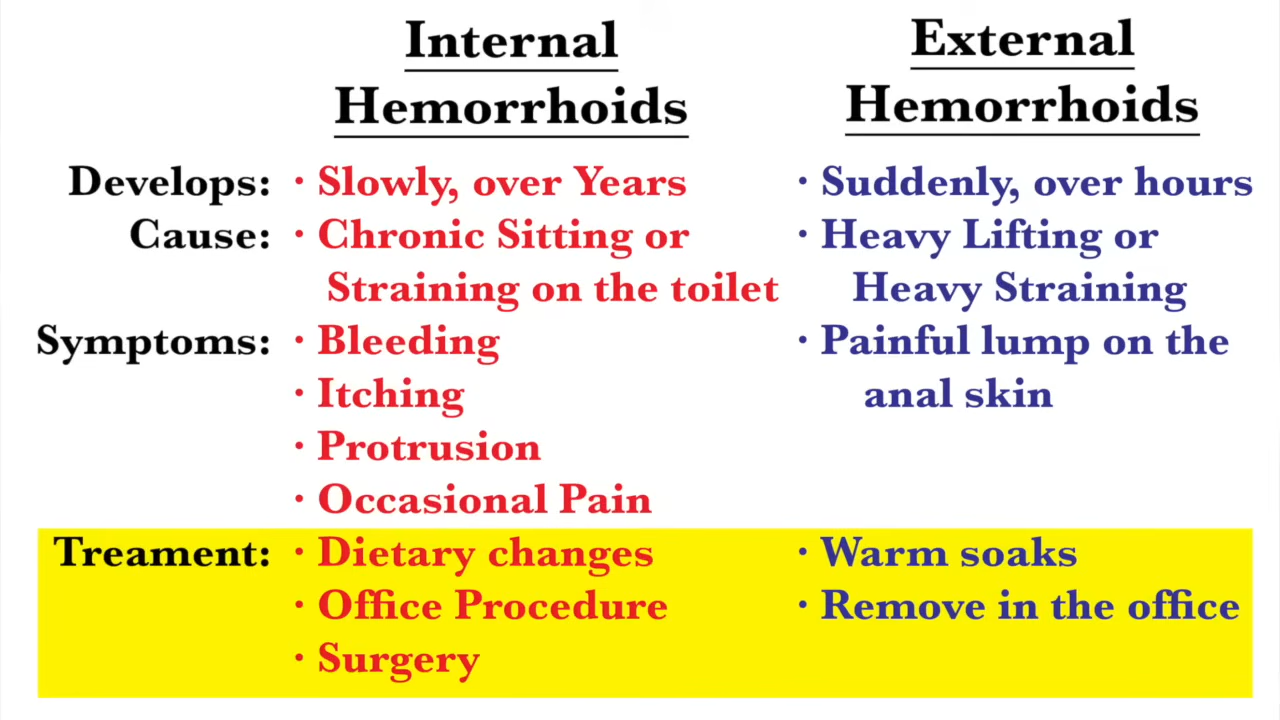 Internal Hemorrhoids
External Hemorrhoids
Develops: · Slowly, over Years · Suddenly, over hours
Cause: · Chronic Sitting or · Heavy Lifting or
Straining on the toilet Heavy Straining
Symptoms: · Bleeding · Painful lump on the
· Itching anal skin
· Protrusion
· Occasional Pain
Treament: · Dietary changes · Warm soaks
· Office Procedure · Remove in the office
· Surgery